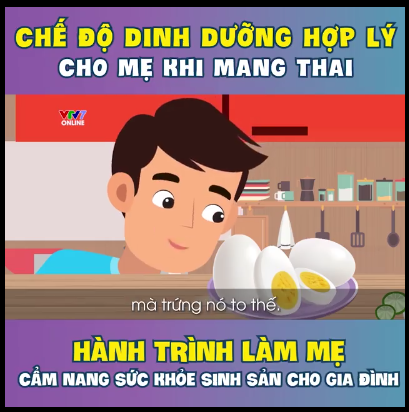 CHẾ ĐỘ DINH DƯỠNG HỢP LÝ
CHO MẸ KHI MANG THAI
VTV7
ONLINE
mà trứng nó to thế.
HÀNH TRÌNH LÀM MẸ
CẨM NANG SỨC KHỎE SINH SẢN CHO GIA ĐÌNH